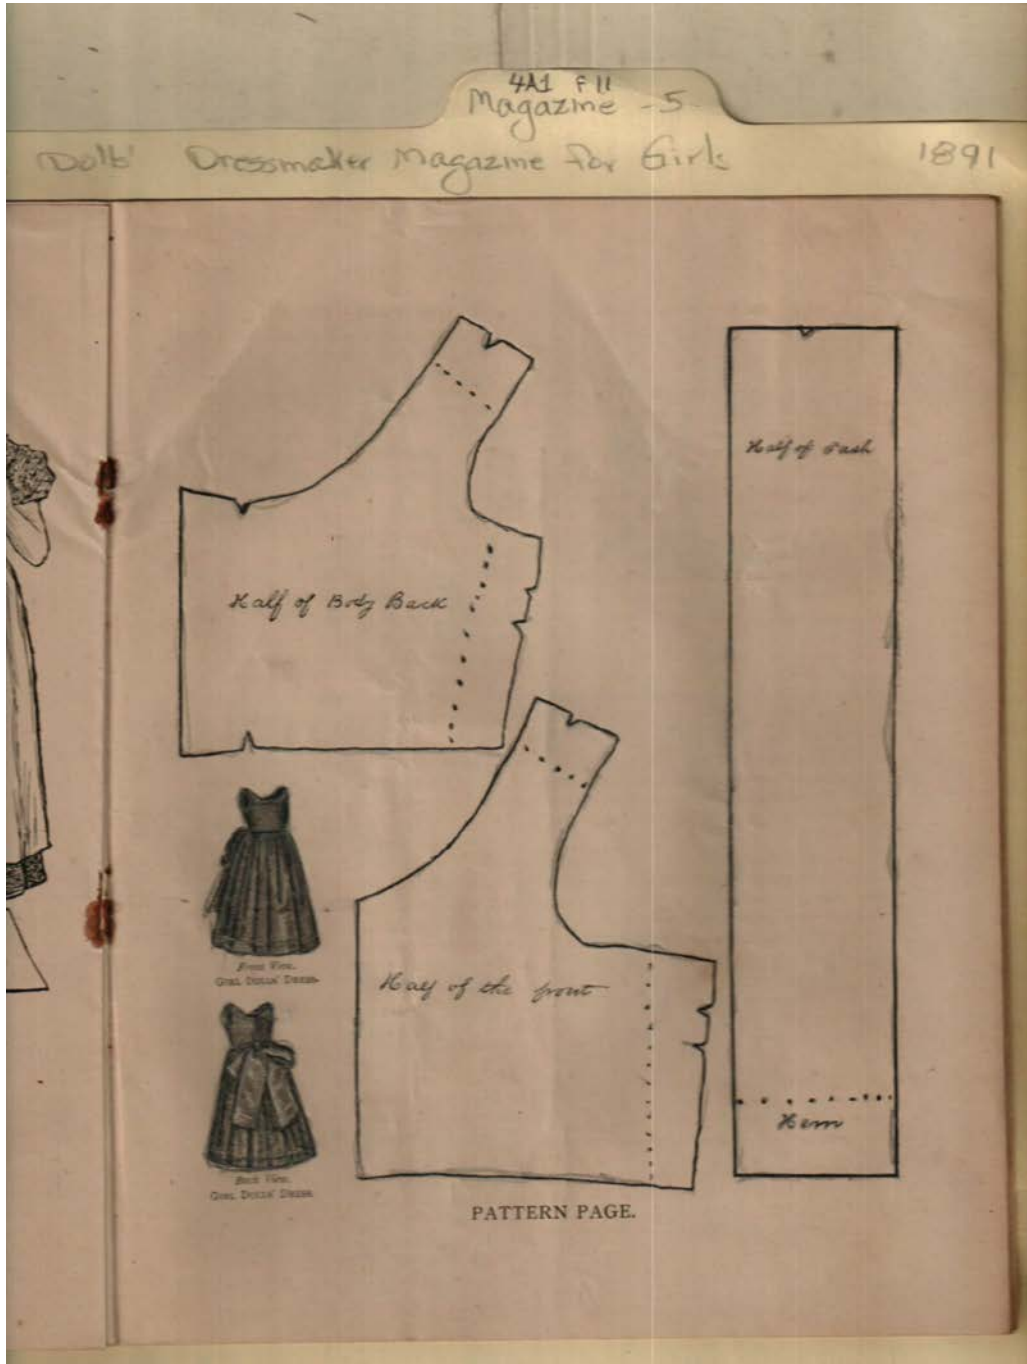 4A1 F11
Magazine - 5
Dolls' Dressmaker Magazine for Girls 1891
Half of Sash
Half of Body Back
Front View.
GIRL DOLLS' DRESS.
Half of the front
Hem
Back View.
GIRL DOLLS' DRESS.
PATTERN PAGE.